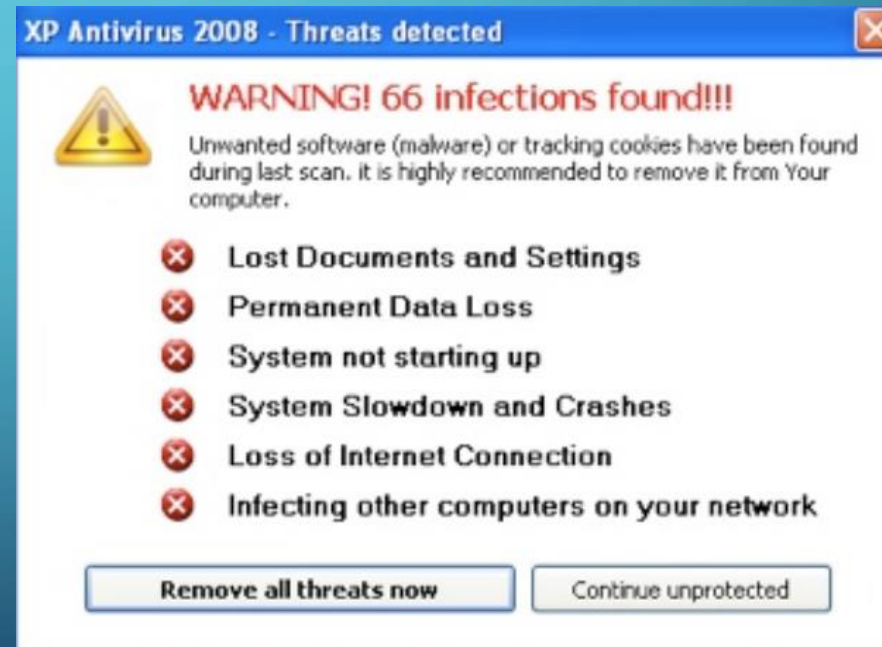 XP Antivirus 2008 - Threats detected
WARNING! 66 infections found!!!
Unwanted software (malware) or tracking cookies have been found
during last scan. it is highly recommended to remove it from Your
computer.
Lost Documents and Settings
Permanent Data Loss
System not starting up
System Slowdown and Crashes
Loss of Internet Connection
Infecting other computers on your network
Remove all threats now
Continue unprotected